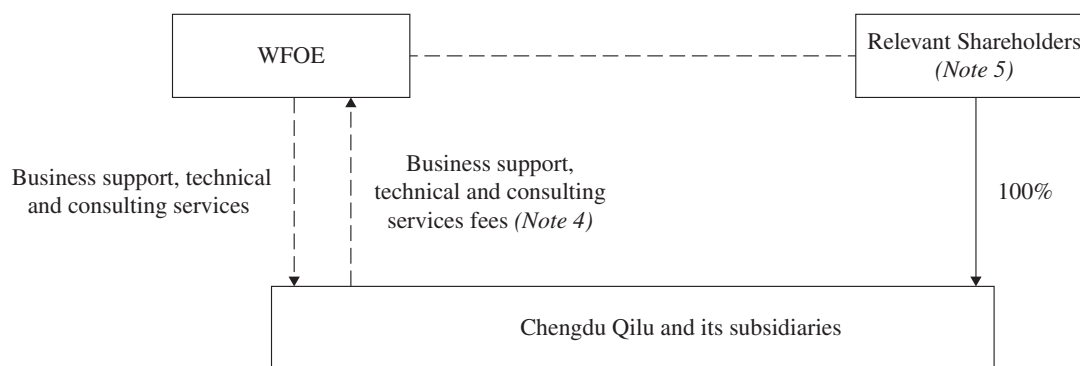 WFOE
Relevant Shareholders
(Note 5)
Business support, technical
and consulting services
Business support,
technical and consulting
services fees (Note 4)
100%
Chengdu Qilu and its subsidiaries